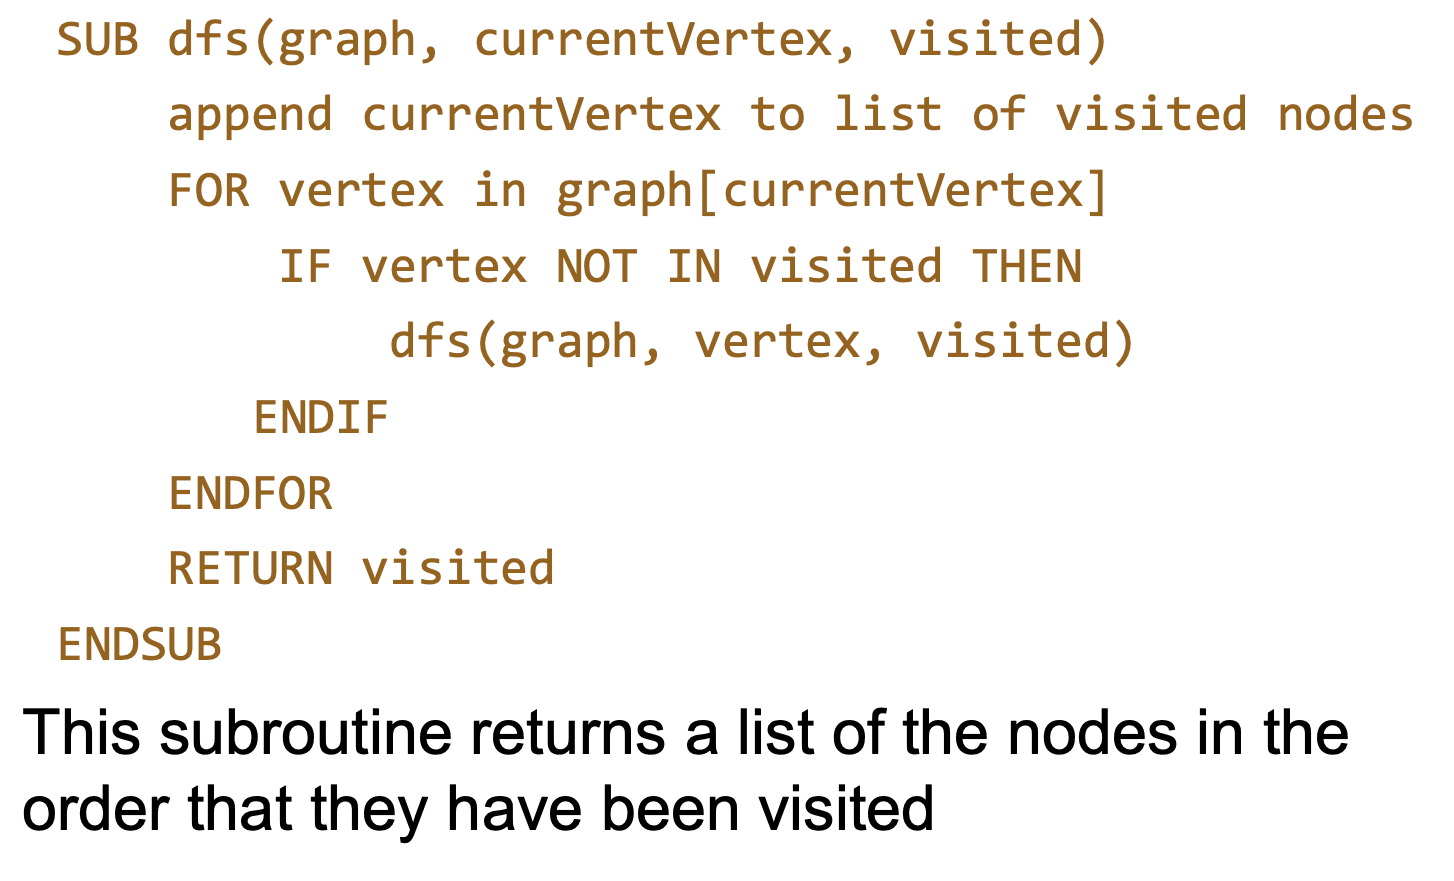 SUB dfs(graph, currentVertex, visited)
append currentVertex to list of visited nodes
FOR vertex in graph[currentVertex]
IF vertex NOT IN visited THEN
dfs(graph, vertex, visited)
ENDIF
ENDFOR
RETURN visited
ENDSUB
This subroutine returns a list of the nodes in the
order that they have been visited